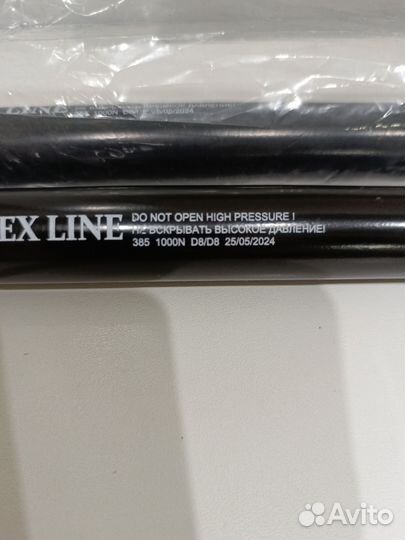 EX LINE
DO NOT OPEN HIGH PRESSURE !
НЕ ВСКРЫВАТЬ ВЫСОКОЕ ДАВЛЕНИЕ!
385 1000N D8/D8 25/05/2024
Avito